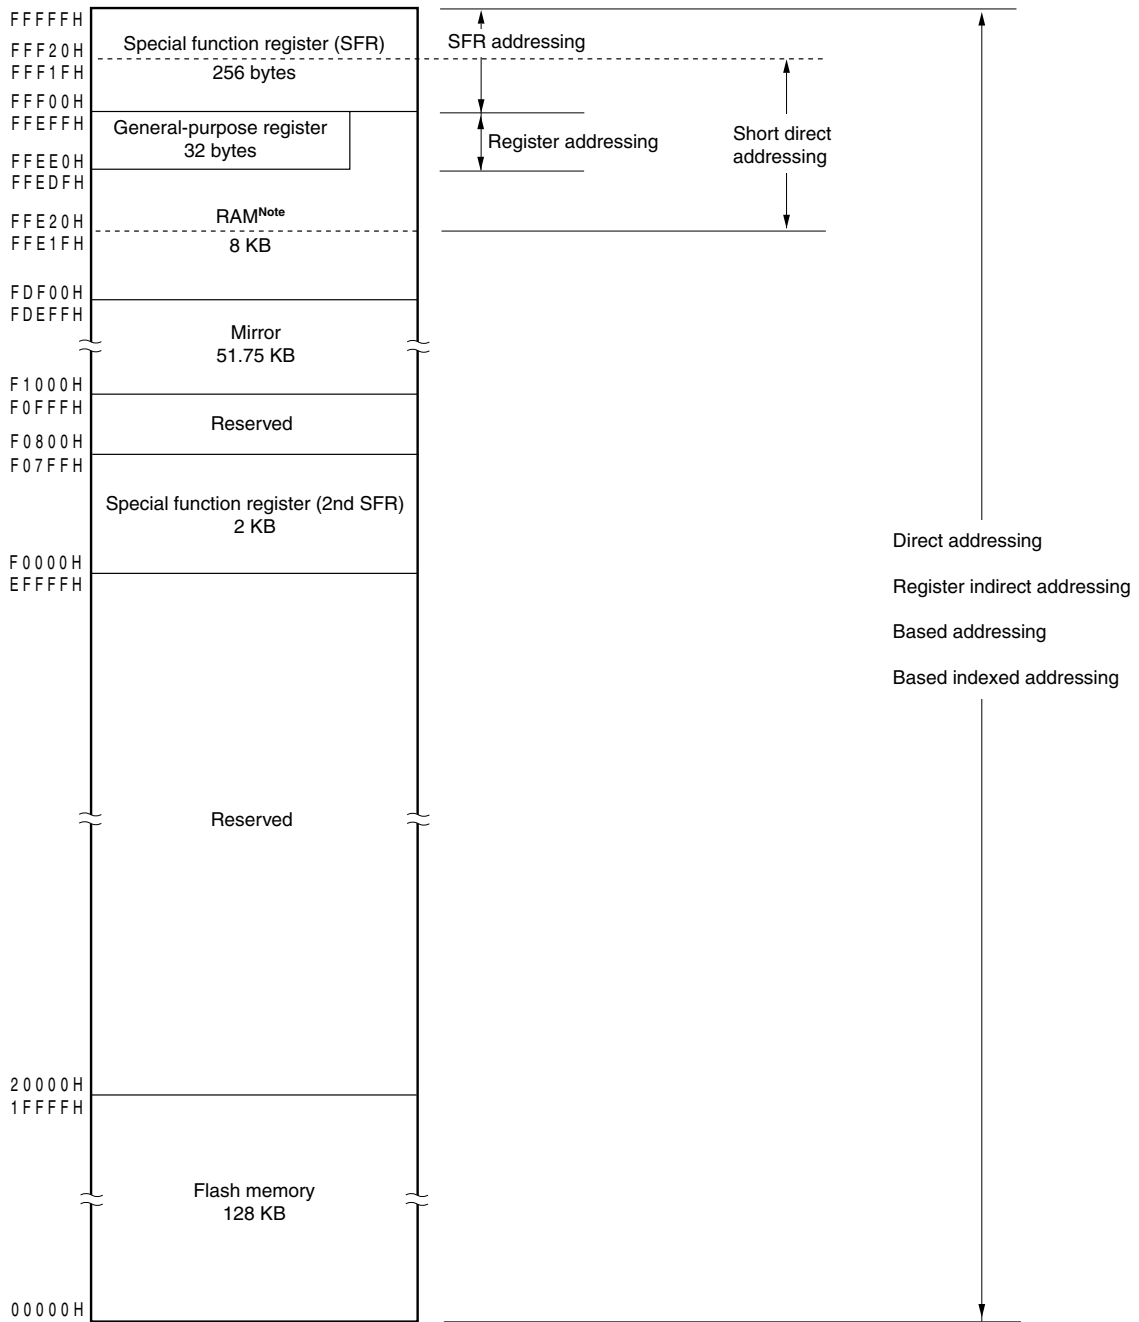 FFFFFH
Special function register (SFR)
256 bytes
SFR addressing
FFF20H
FFF1FH
FFF00H
FFEFFH
General-purpose register
32 bytes
Register addressing
Short direct
addressing
FFEE0H
FFEDFH
RAMNote
8 KB
FFE20H
FFE1FH
FDF00H
FDEFFH
Mirror
51.75 KB
F1000H
F0FFFH
Reserved
F0800H
F07FFH
Special function register (2nd SFR)
2 KB
F0000H
EFFFFH
Direct addressing
Register indirect addressing
Based addressing
Based indexed addressing
Reserved
20000H
1FFFFH
Flash memory
128 KB
00000H